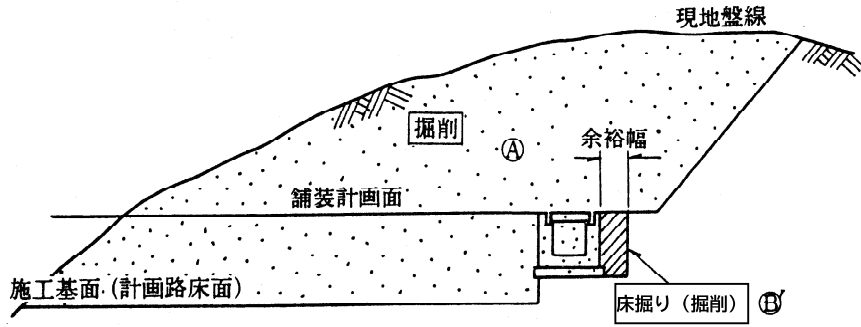 現地盤線
掘削
Ⓐ
余裕幅
舗装計画面
施工基面(計画路床面)
床掘り(掘削)
Ⓑ′